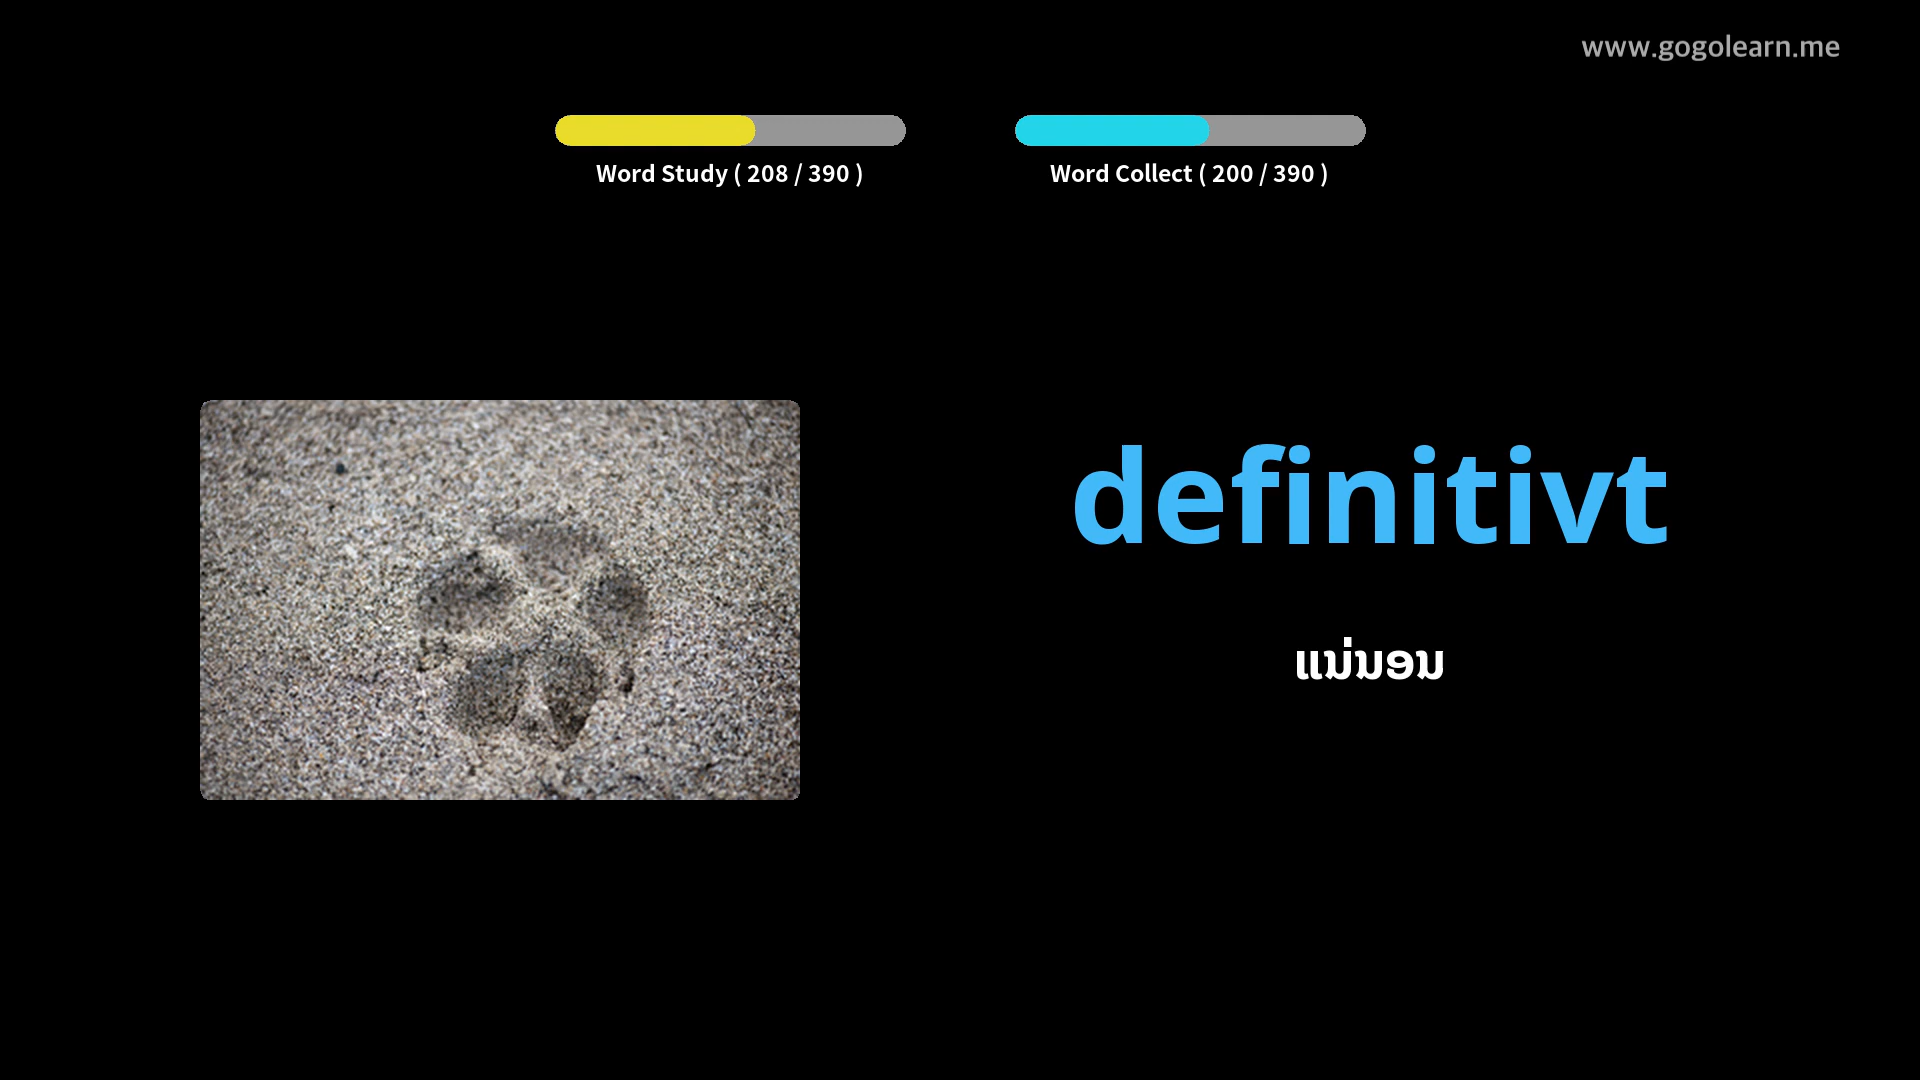 www.gogolearn.me
Word Study ( 208 / 390 )
Word Collect ( 200 / 390 )
definitivt
ແນ່ນອນ